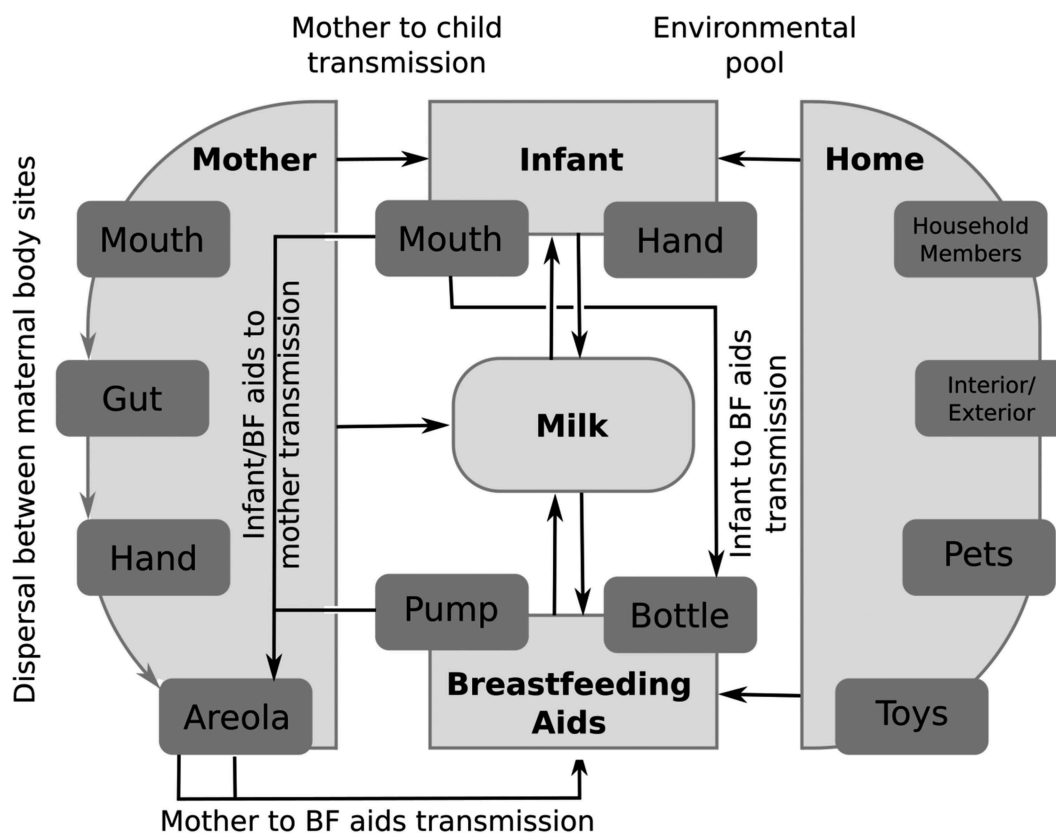 Mother to child
transmission
Environmental
pool
Dispersal between maternal body sites
Mother
Infant
Home
Mouth
Mouth
Hand
Household
Members
Infant/BF aids to
mother transmission
Infant to BF aids
transmission
Gut
Milk
Interior/
Exterior
Hand
Pets
Pump
Bottle
Breastfeeding
Aids
Areola
Toys
Mother to BF aids transmission